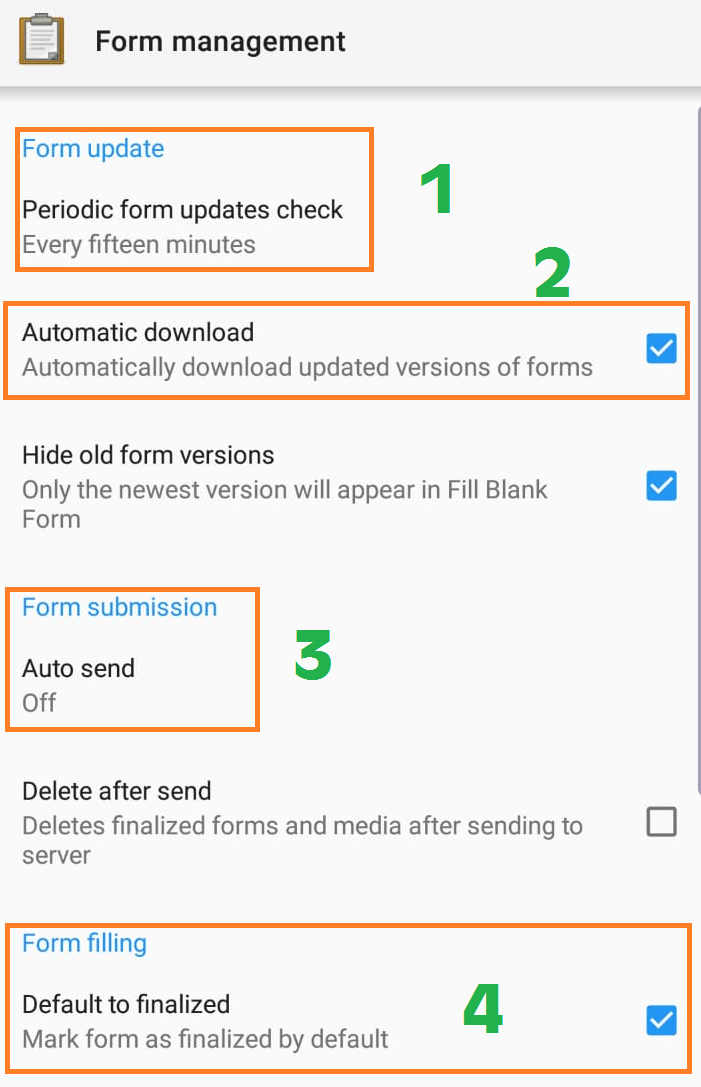 Form management
Form update
1
Periodic form updates check
Every fifteen minutes
2
Automatic download
Automatically download updated versions of forms
Hide old form versions
Only the newest version will appear in Fill Blank
Form
Form submission
3
Auto send
Off
Delete after send
Deletes finalized forms and media after sending to
server
Form filling
Default to finalized
4
Mark form as finalized by default